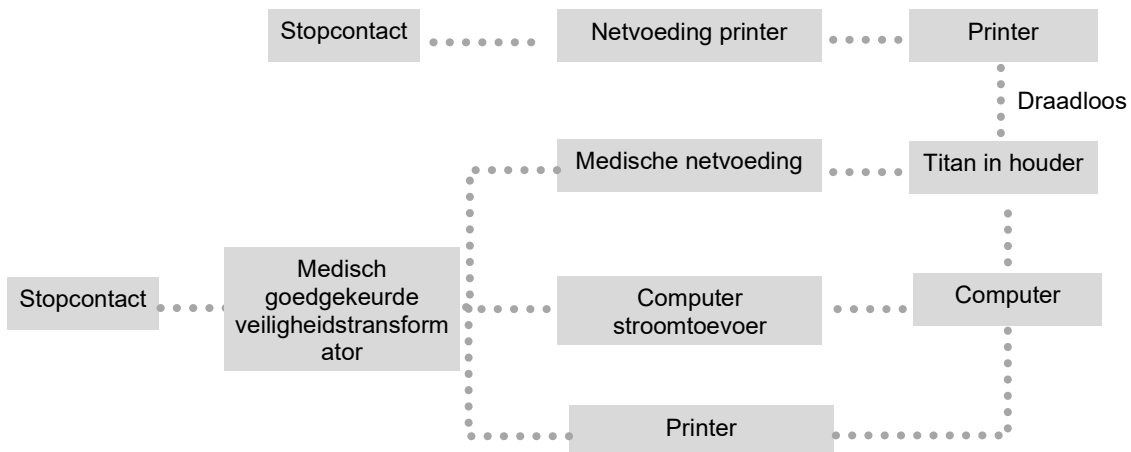 Stopcontact
Netvoeding printer
Printer
Draadloos
Medische netvoeding
Titan in houder
Stopcontact
Medisch
goedgekeurde
veiligheidstransform
ator
Computer
stroomtoevoer
Computer
Printer